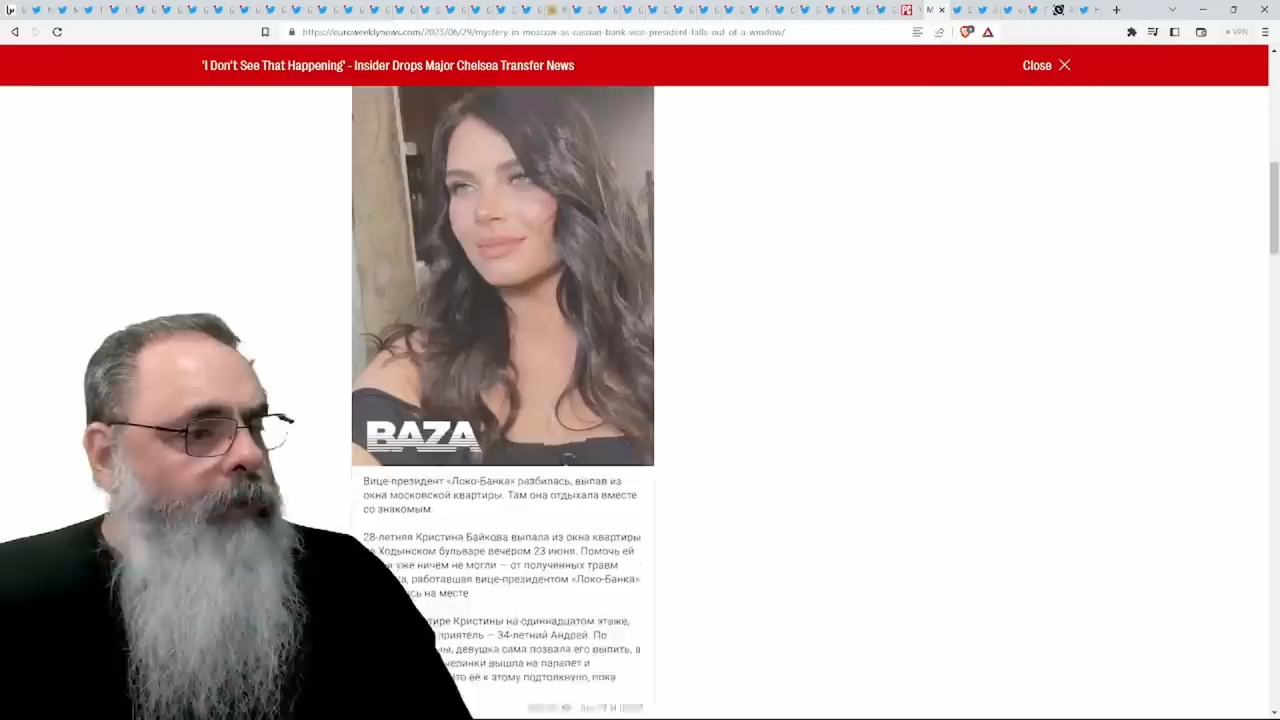 https://euroweeklynews.com/2023/06/29/mystery-in-moscow-as-russian-bank-vice-president-falls-out-of-a-window/
VPN
'I Don't See That Happening' - Insider Drops Major Chelsea Transfer News
Close
BAZA
Вице-президент «Локо-Банка» разбилась, выпав из
окна московской квартиры. Там она отдыхала вместе
со знакомым.
28-летняя Кристина Байкова выпала из окна квартиры
Ходынском бульваре вечером 23 июня. Помочь ей
уже ничем не могли — от полученных травм
работавшая вице-президентом «Локо-Банка»
на месте
Кристины на одиннадцатом этаже,
приятель — 34-летний Андрей. По
девушка сама позвала его выпить, в
вышла на парапет и
её к этому подтолкнуло, пока